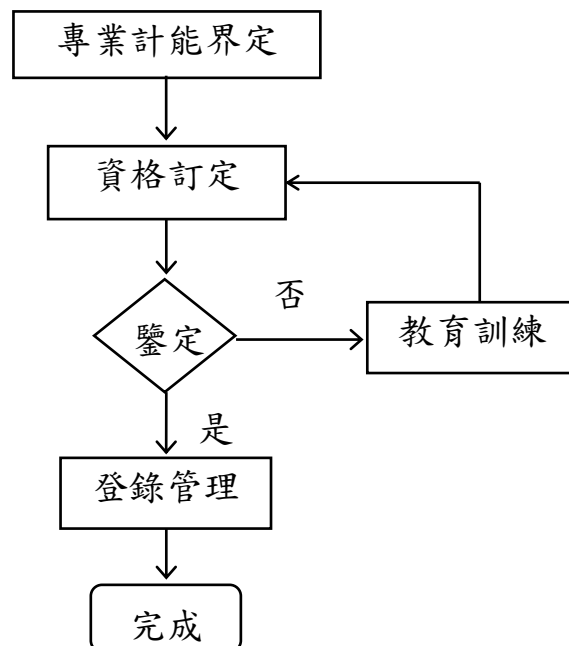 專業計能界定
資格訂定
否
鑒定
教育訓練
是
登錄管理
完成